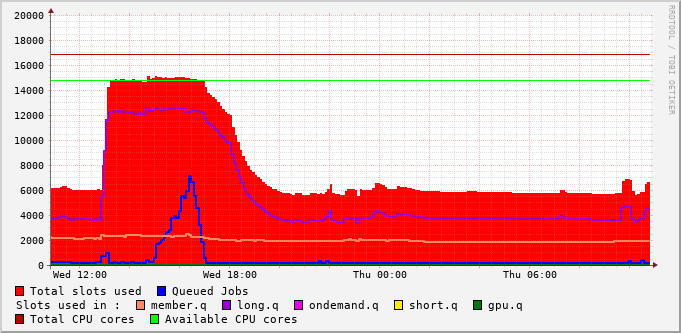 20000
18000
16000
14000
12000
10000
8000
6000
4000
2000
0
Wed 12:00 Wed 18:00 Thu 00:00 Thu 06:00
RRDTOOL / TOBI OETIKER
Total slots used Queued Jobs
Slots used in : member.q long.q ondemand.q short.q gpu.q
Total CPU cores Available CPU cores